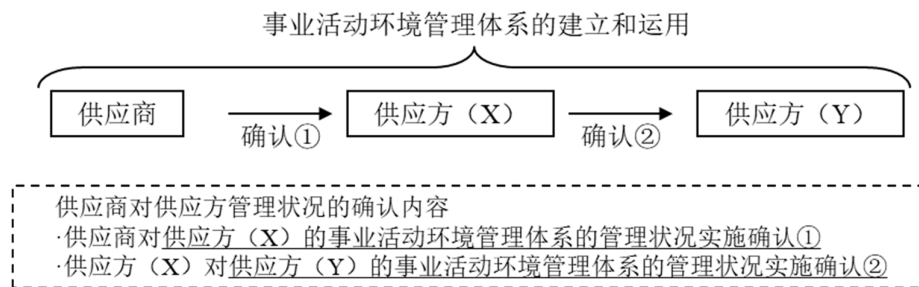 事业活动环境管理体系的建立和运用
供应商
供应方（X）
供应方（Y）
确认①
确认②
供应商对供应方管理状况的确认内容
·供应商对供应方（X）的事业活动环境管理体系的管理状况实施确认①
·供应方（X）对供应方（Y）的事业活动环境管理体系的管理状况实施确认②